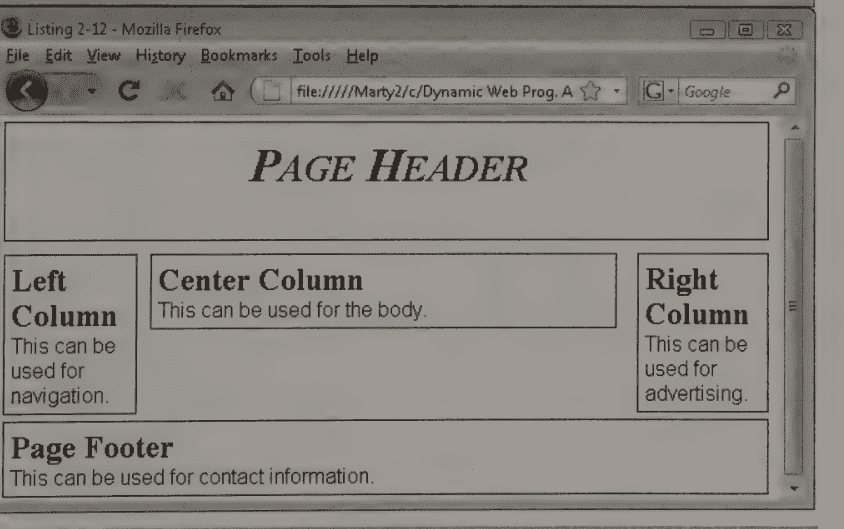 Listing 2-12 - Mozilla Firefox
File Edit View History Bookmarks Tools Help
file://///Marty2/c/Dynamic Web Prog. A
G Google
PAGE HEADER
Left
Column
This can be
used for
navigation.
Center Column
This can be used for the body.
Right
Column
This can be
used for
advertising.
Page Footer
This can be used for contact information.